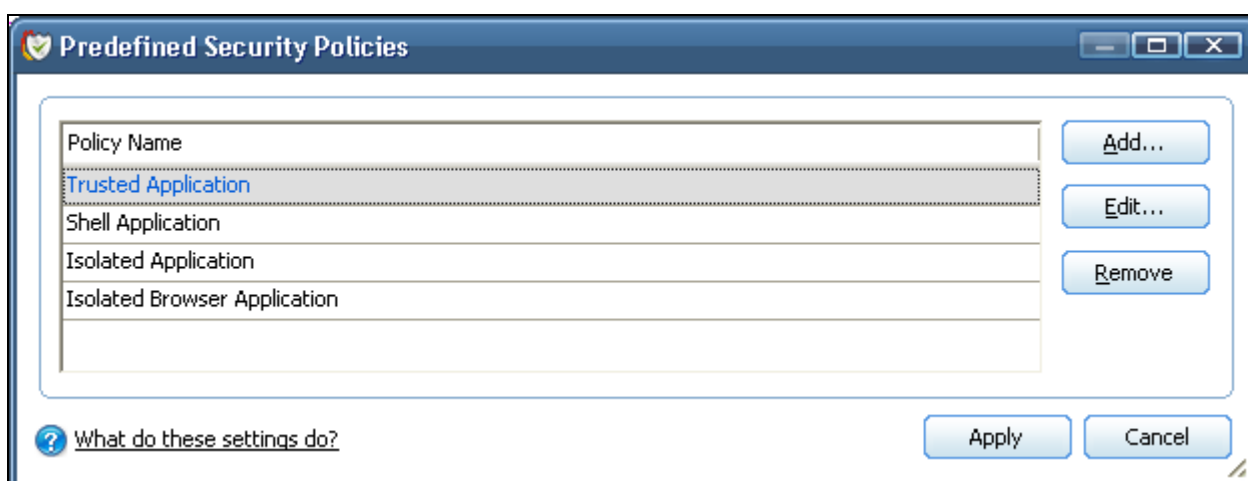 Predefined Security Policies
Policy Name
Trusted Application
Shell Application
Isolated Application
Isolated Browser Application
Add...
Edit...
Remove
What do these settings do?
Apply
Cancel